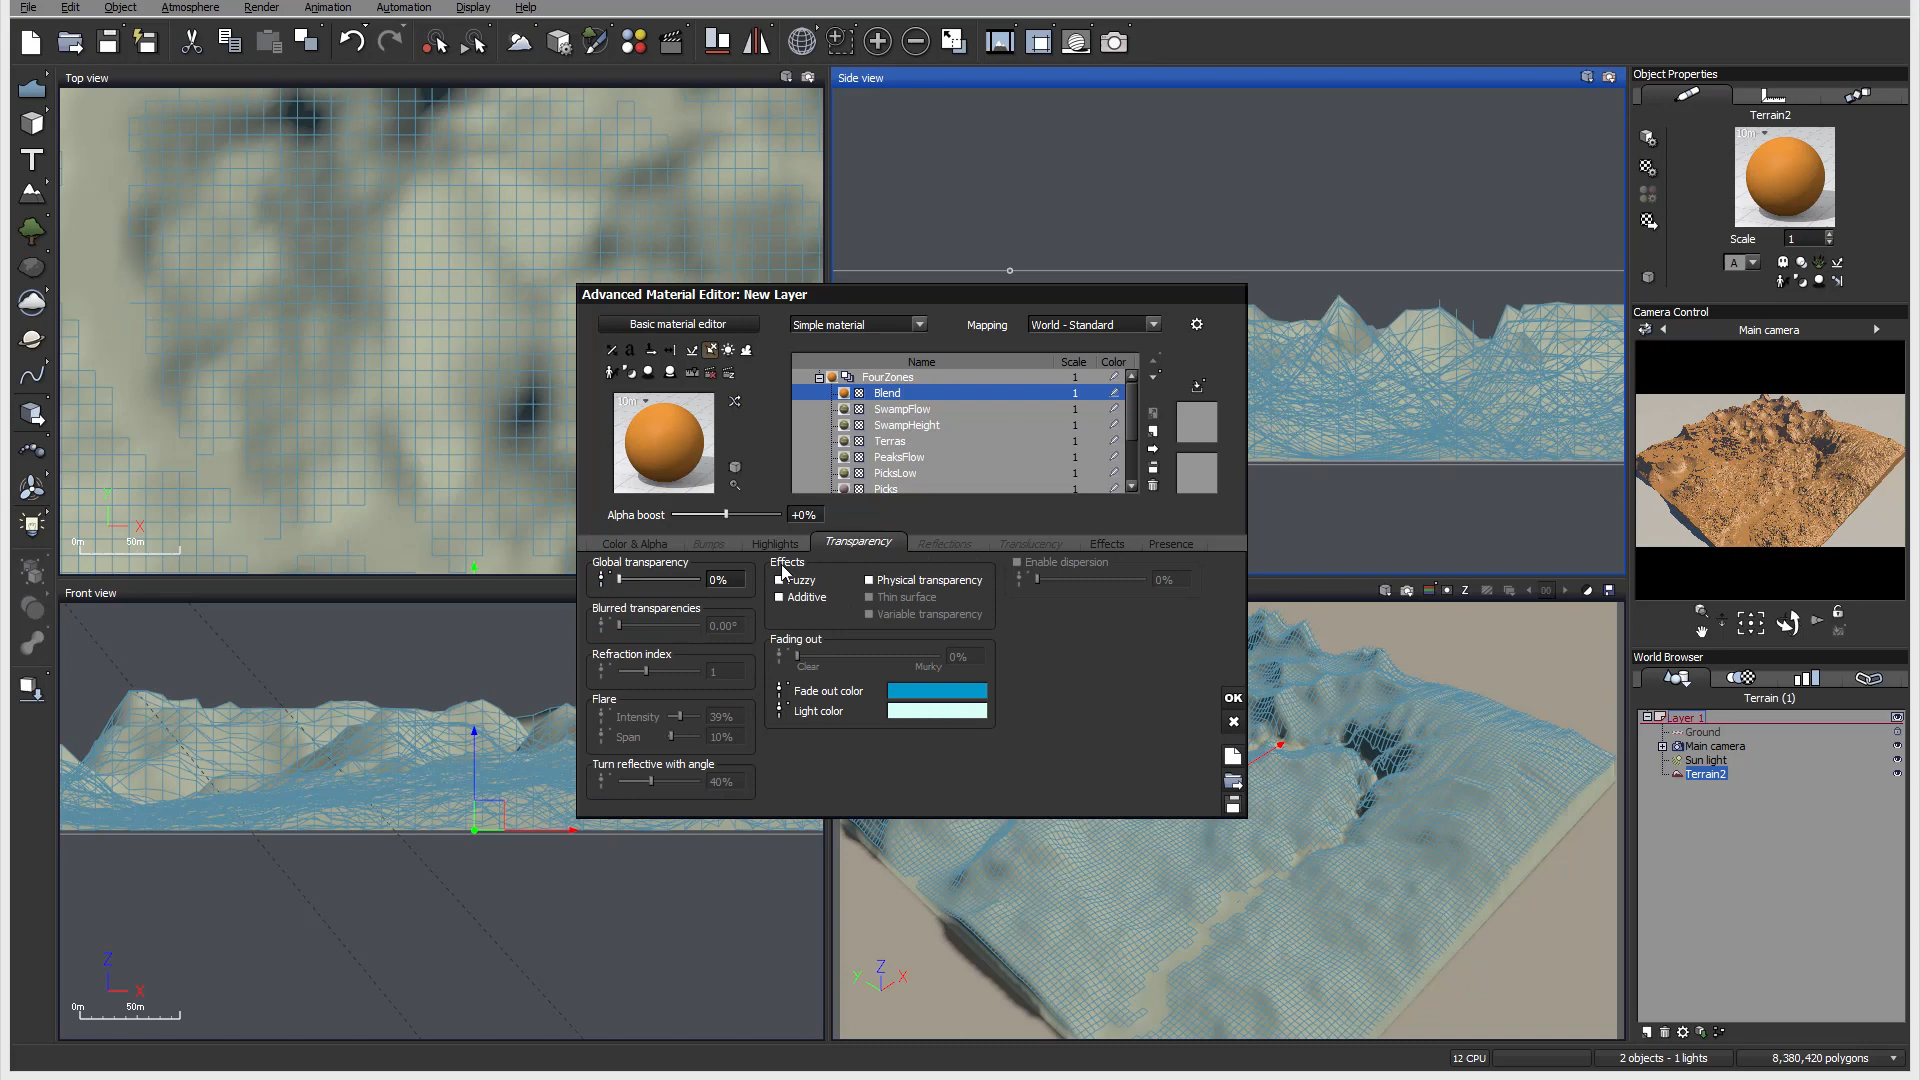 File Edit Object Atmosphere Render Animation Automation Display Help
Top view
Side view
Object Properties
Terrain2
10m
Scale 1
A
Camera Control
Main camera
Advanced Material Editor: New Layer
Basic material editor
Simple material
Mapping
World - Standard
Name Scale Color
FourZones 1
Blend 1
SwampFlow 1
SwampHeight 1
Terras 1
PeaksFlow 1
PicksLow 1
Picks 1
10m
Alpha boost +0%
Color & Alpha Bumps Highlights Transparency Reflections Translucency Effects Presence
Global transparency
0%
Blurred transparencies
0.00°
Refraction index
1
Flare
Intensity 39%
Span 10%
Turn reflective with angle
40%
Effects
Additive
Physical transparency
Thin surface
Variable transparency
Fading out
0%
Clear Murky
Fade out color
Light color
Enable dispersion
0%
OK
X
0m 50m
Front view
Z
X
0m 50m
Z
Y X
Z
00
World Browser
Terrain (1)
Layer 1
Ground
Main camera
Sun light
Terrain2
12 CPU
2 objects - 1 lights
8,380,420 polygons